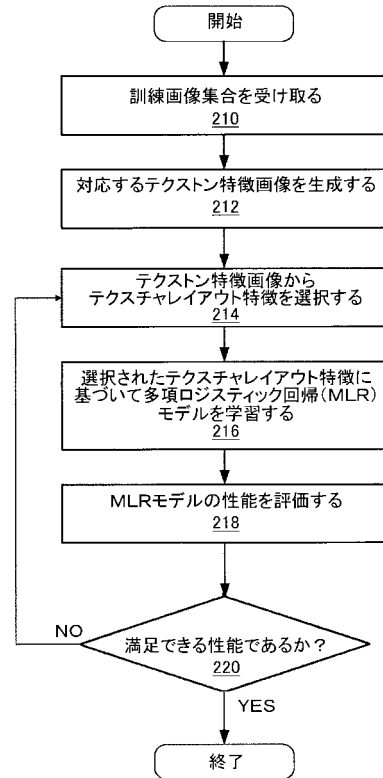 開始
訓練画像集合を受け取る
210
対応するテクストン特徴画像を生成する
212
テクストン特徴画像から
テクスチャレイアウト特徴を選択する
214
選択されたテクスチャレイアウト特徴に
基づいて多項ロジスティック回帰(MLR)
モデルを学習する
216
MLRモデルの性能を評価する
218
NO
満足できる性能であるか?
220
YES
終了